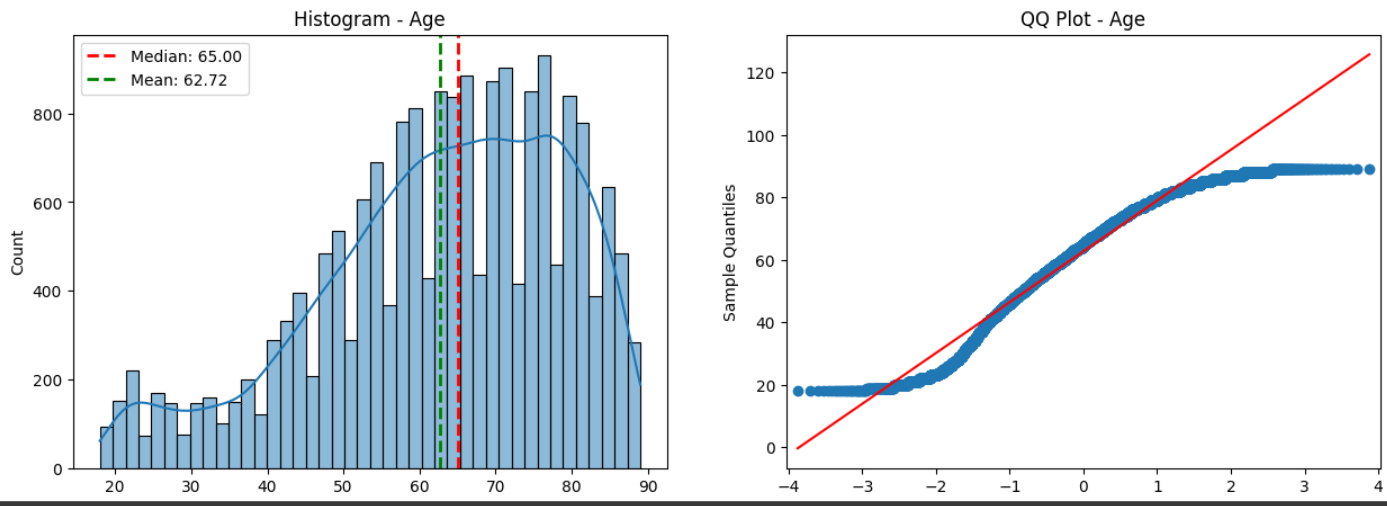 Histogram - Age
Median: 65.00
Mean: 62.72
Count
800
600
400
200
0
20 30 40 50 60 70 80 90
QQ Plot - Age
Sample Quantiles
120
100
80
60
40
20
0
−4 −3 −2 −1 0 1 2 3 4